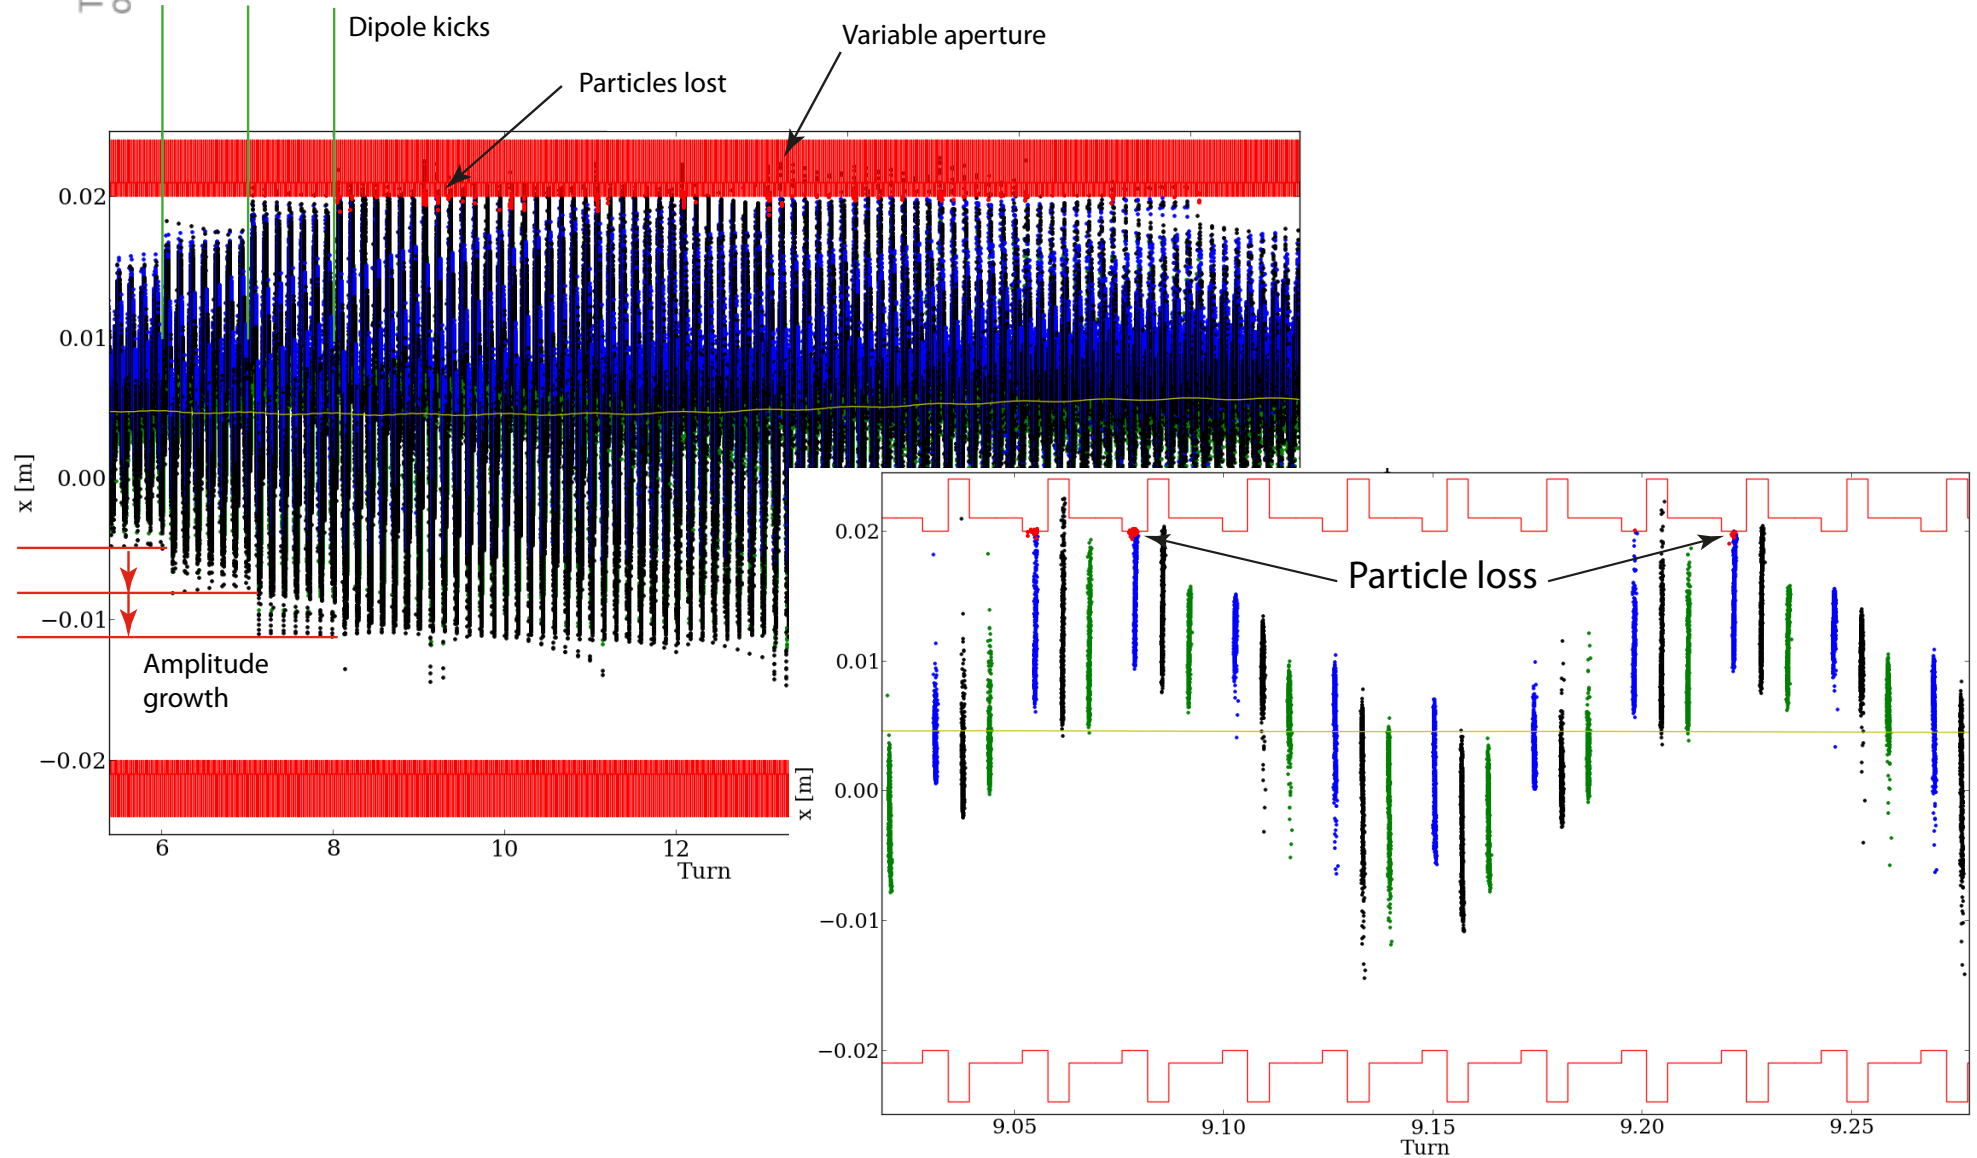 Dipole kicks
Variable aperture
Particles lost
0.02
0.01
0.00
−0.01
−0.02
x [m]
Amplitude
growth
6 8 10 12
Turn
Particle loss
0.02
0.01
0.00
−0.01
−0.02
x [m]
9.05 9.10 9.15 9.20 9.25
Turn